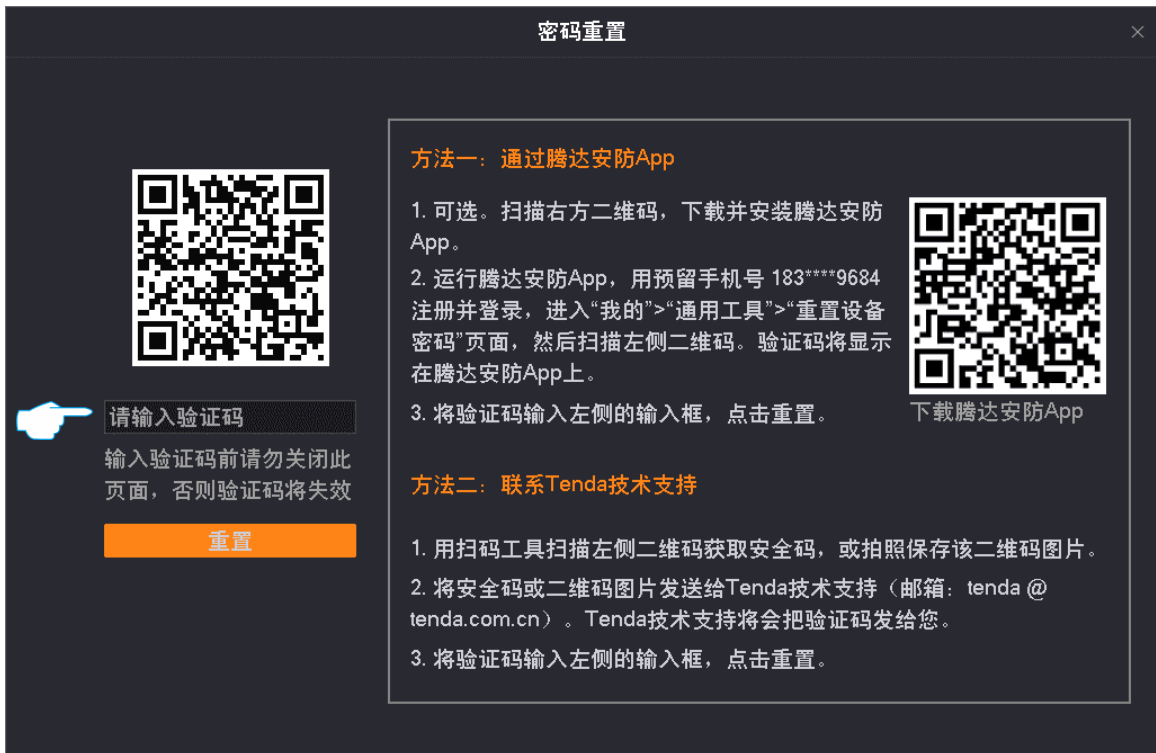 密码重置
请输入验证码
输入验证码前请勿关闭此
页面，否则验证码将失效
重置
方法一：通过腾达安防App
1. 可选。扫描右方二维码，下载并安装腾达安防
App。
2. 运行腾达安防App，用预留手机号 183****9684
注册并登录，进入“我的”>“通用工具”>“重置设备
密码”页面，然后扫描左侧二维码。验证码将显示
在腾达安防App上。
3. 将验证码输入左侧的输入框，点击重置。
下载腾达安防App
方法二：联系Tenda技术支持
1. 用扫码工具扫描左侧二维码获取安全码，或拍照保存该二维码图片。
2. 将安全码或二维码图片发送给Tenda技术支持（邮箱：tenda @
tenda.com.cn）。Tenda技术支持将会把验证码发给您。
3. 将验证码输入左侧的输入框，点击重置。